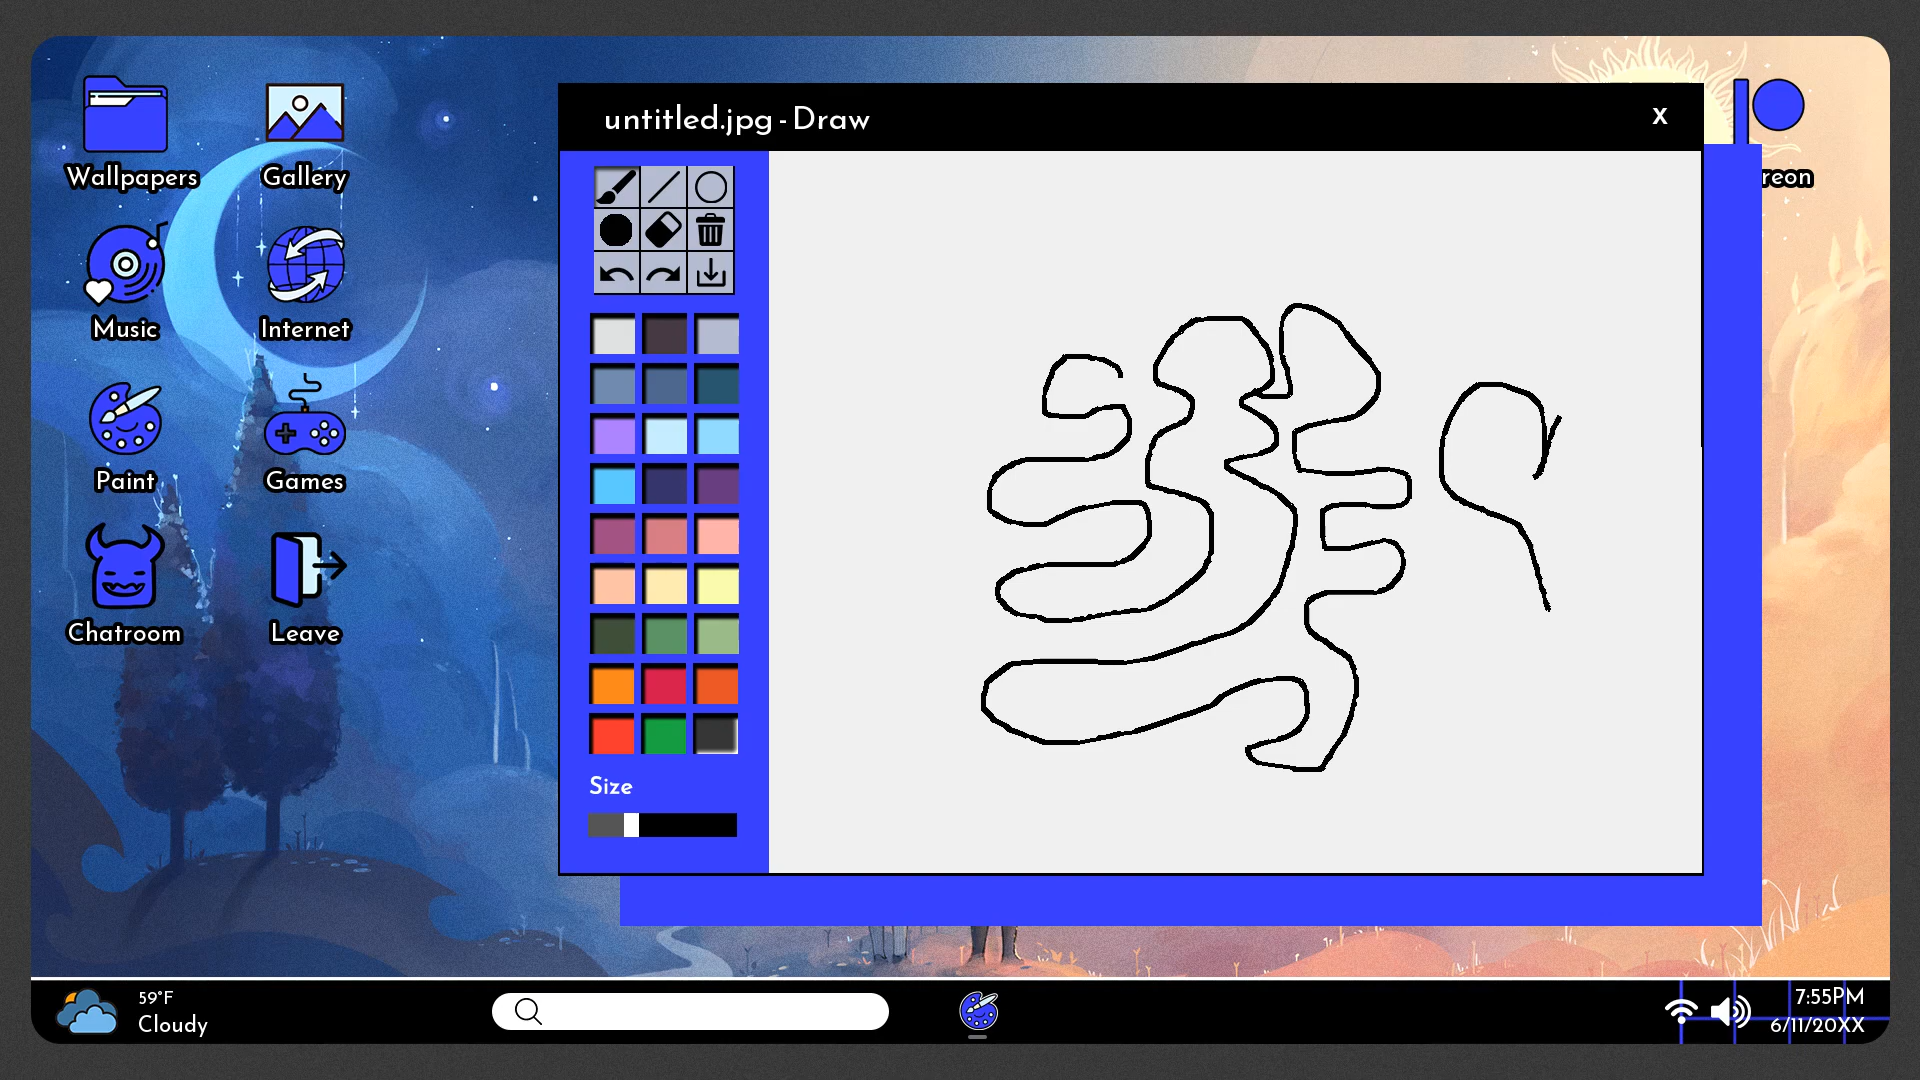 untitled.jpg - Draw
X
Wallpapers
Gallery
reon
Music
Internet
Paint
Games
Chatroom
Leave
Size
59°F
Cloudy
7:55PM
6/11/20XX